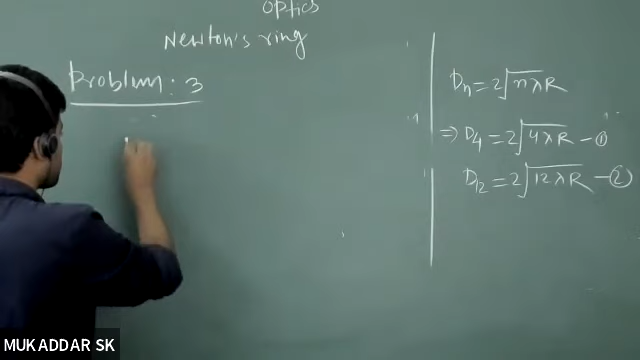 Optics
Newton's ring
Problem: 3
Dn = 2√nλR
⇒ D4 = 2√4λR – ①
D12 = 2√12λR – ②
MUKADDAR SK